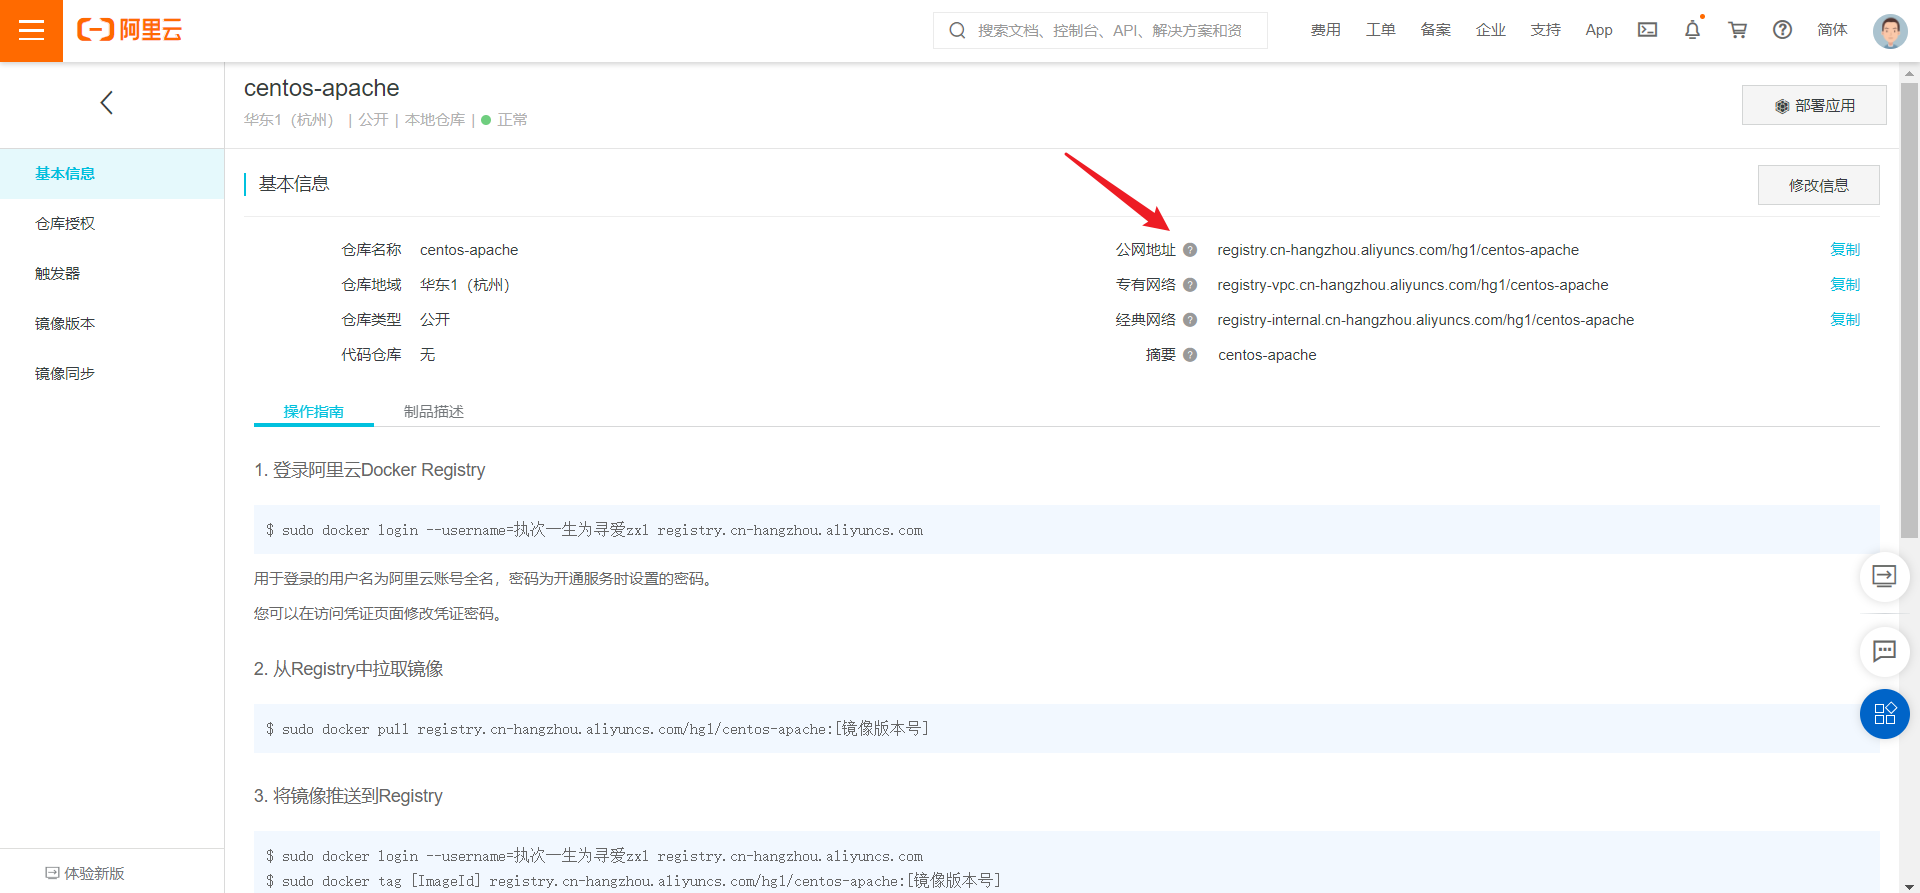 阿里云
搜索文档、控制台、API、解决方案和资
费用
工单
备案
企业
支持
App
简体
centos-apache
华东1（杭州） | 公开 | 本地仓库 | 正常
部署应用
基本信息
仓库授权
触发器
镜像版本
镜像同步
体验新版
基本信息
修改信息
仓库名称 centos-apache
公网地址 registry.cn-hangzhou.aliyuncs.com/hg1/centos-apache 复制
仓库地域 华东1（杭州）
专有网络 registry-vpc.cn-hangzhou.aliyuncs.com/hg1/centos-apache 复制
仓库类型 公开
经典网络 registry-internal.cn-hangzhou.aliyuncs.com/hg1/centos-apache 复制
代码仓库 无
摘要 centos-apache
操作指南
制品描述
1. 登录阿里云Docker Registry
$ sudo docker login --username=执次一生为寻爱zxl registry.cn-hangzhou.aliyuncs.com
用于登录的用户名为阿里云账号全名，密码为开通服务时设置的密码。
您可以在访问凭证页面修改凭证密码。
2. 从Registry中拉取镜像
$ sudo docker pull registry.cn-hangzhou.aliyuncs.com/hg1/centos-apache:[镜像版本号]
3. 将镜像推送到Registry
$ sudo docker login --username=执次一生为寻爱zxl registry.cn-hangzhou.aliyuncs.com
$ sudo docker tag [ImageId] registry.cn-hangzhou.aliyuncs.com/hg1/centos-apache:[镜像版本号]